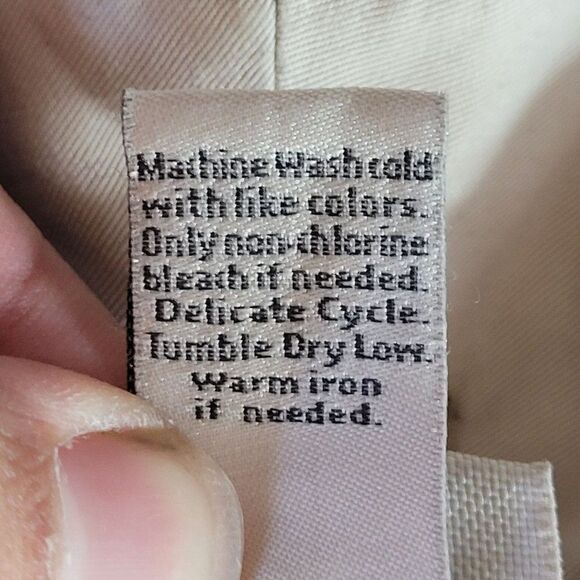 Machine Wash cold
with like colors.
Only non-chlorine
bleach if needed.
Delicate Cycle.
Tumble Dry Low.
Warm iron
if needed.